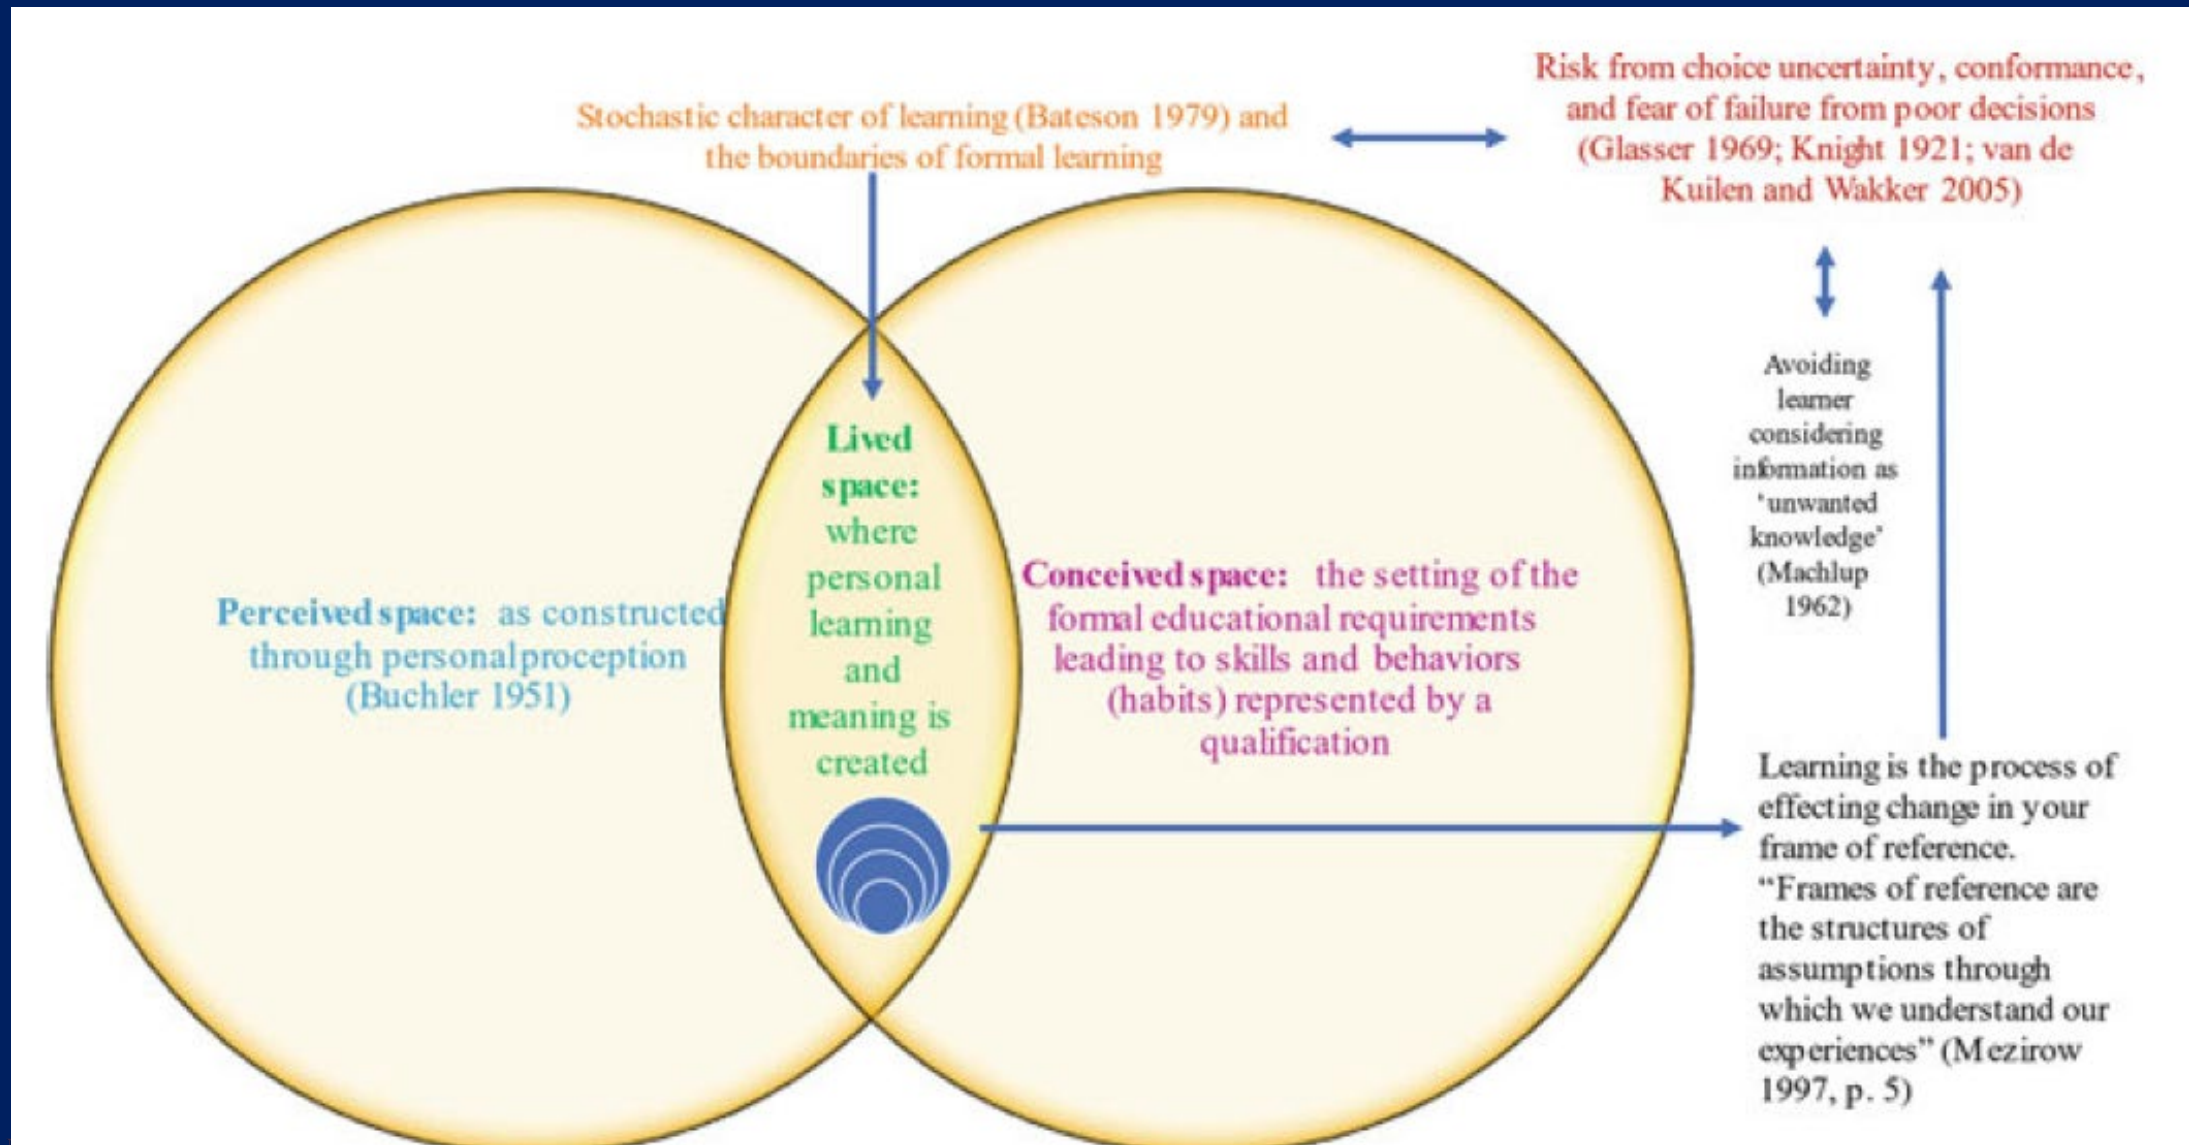 Stochastic character of learning (Bateson 1979) and
the boundaries of formal learning
Risk from choice uncertainty, conformance,
and fear of failure from poor decisions
(Glasser 1969; Knight 1921; van de
Kuilen and Wakker 2005)
Perceived space: as constructed
through personal proception
(Buchler 1951)
Lived
space:
where
personal
learning
and
meaning is
created
Conceived space: the setting of the
formal educational requirements
leading to skills and behaviors
(habits) represented by a
qualification
Avoiding
learner
considering
information as
‘unwanted
knowledge’
(Machlup
1962)
Learning is the process of
effecting change in your
frame of reference.
“Frames of reference are
the structures of
assumptions through
which we understand our
experiences” (Mezirow
1997, p. 5)